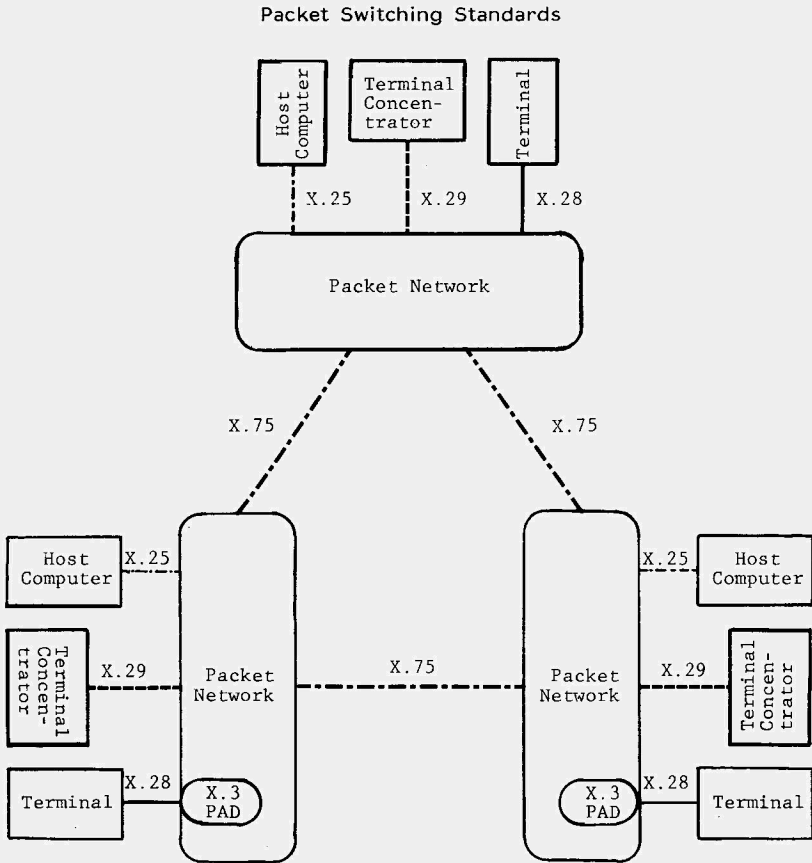 Packet Switching Standards
Host
Computer
Terminal
Concen-
trator
Terminal
X.25
X.29
X.28
Packet Network
X.75
X.75
Host
Computer
X.25
X.25
Host
Computer
Terminal
Concen-
trator
X.29
Packet
Network
X.75
Packet
Network
X.29
Terminal
Concen-
trator
Terminal
X.28
X.3
PAD
X.3
PAD
X.28
Terminal